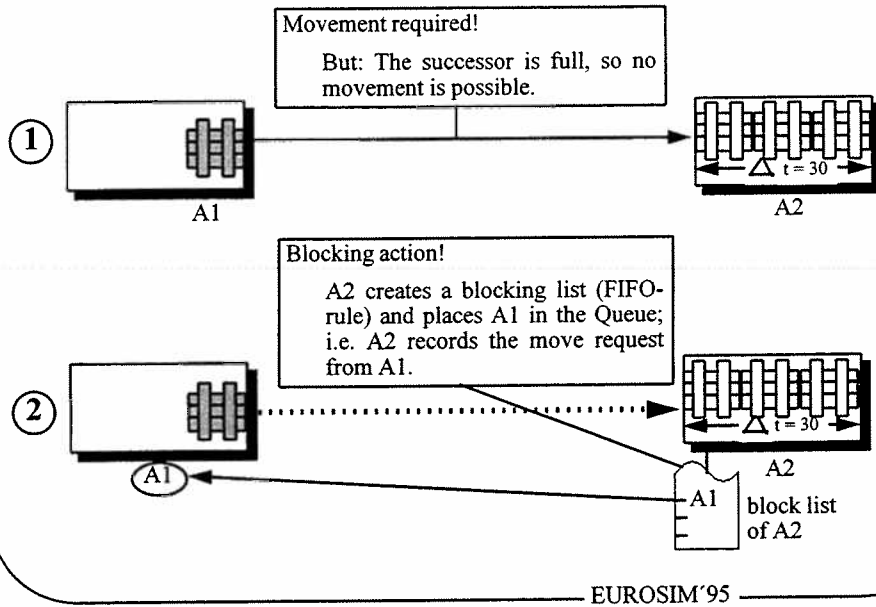 Movement required!
But: The successor is full, so no
movement is possible.
1
△ t = 30
A1
A2
Blocking action!
A2 creates a blocking list (FIFO-
rule) and places A1 in the Queue;
i.e. A2 records the move request
from A1.
2
△ t = 30
A1
A2
A1
block list
of A2
EUROSIM´95